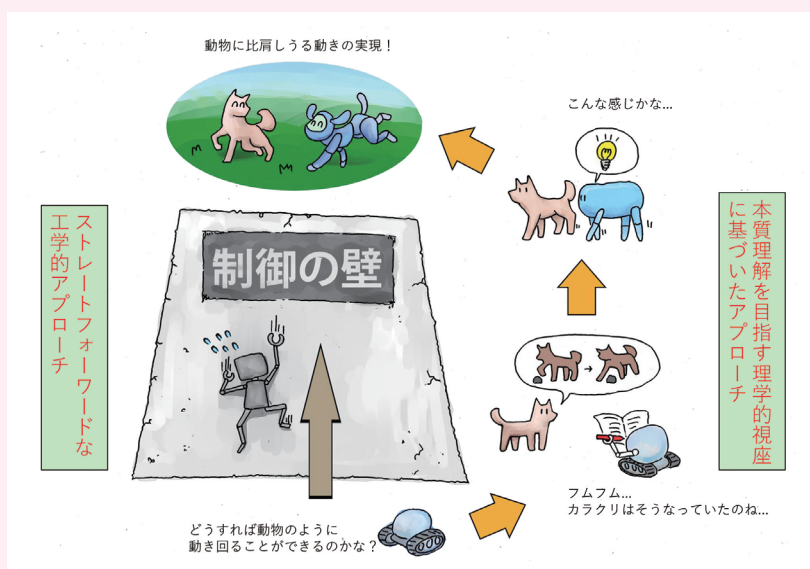 動物に比肩しうる動きの実現！
こんな感じかな...
ストレートフォーワードな
工学的アプローチ
制御の壁
本質理解を目指す理学的視座
に基づいたアプローチ
フムフム...
カラクリはそうなっていたのね...
どうすれば動物のように
動き回ることができるのかな？